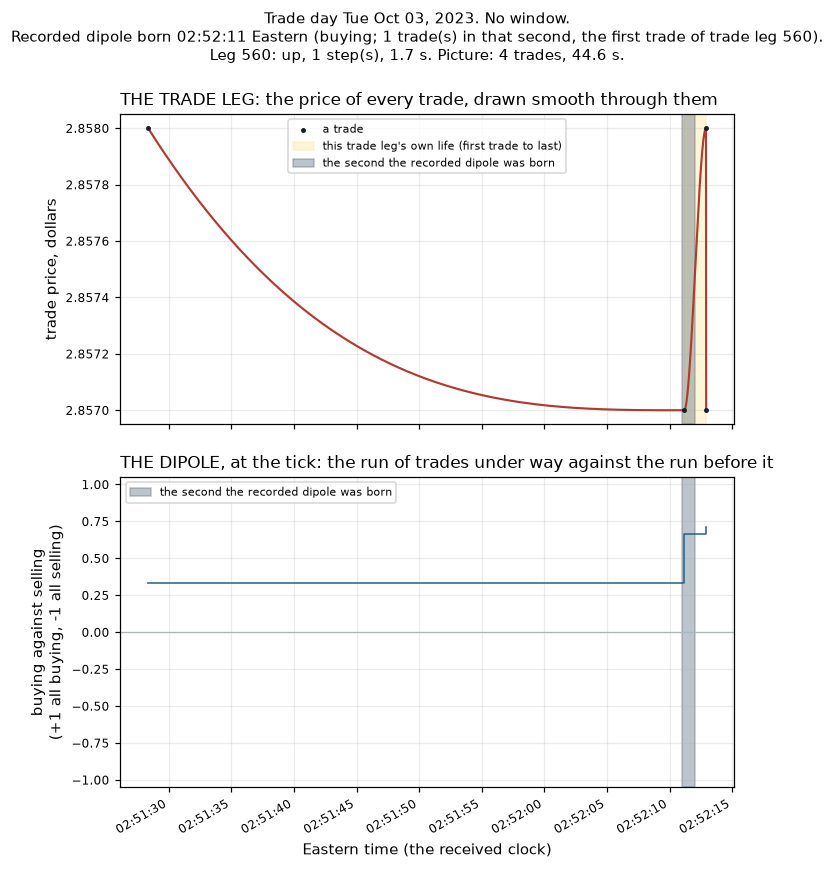 Trade day Tue Oct 03, 2023. No window.
Recorded dipole born 02:52:11 Eastern (buying; 1 trade(s) in that second, the first trade of trade leg 560).
Leg 560: up, 1 step(s), 1.7 s. Picture: 4 trades, 44.6 s.
THE TRADE LEG: the price of every trade, drawn smooth through them
a trade
this trade leg's own life (first trade to last)
the second the recorded dipole was born
trade price, dollars
2.8580
2.8578
2.8576
2.8574
2.8572
2.8570
THE DIPOLE, at the tick: the run of trades under way against the run before it
the second the recorded dipole was born
buying against selling
(+1 all buying, -1 all selling)
1.00
0.75
0.50
0.25
0.00
−0.25
−0.50
−0.75
−1.00
02:51:30
02:51:35
02:51:40
02:51:45
02:51:50
02:51:55
02:52:00
02:52:05
02:52:10
02:52:15
Eastern time (the received clock)